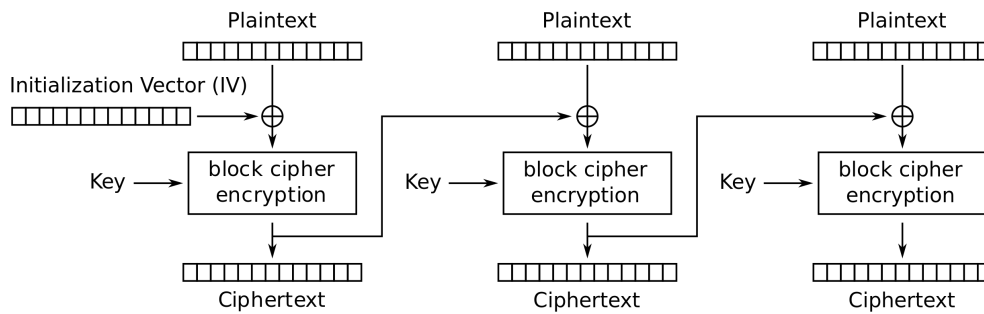 Plaintext
Plaintext
Plaintext
Initialization Vector (IV)
Key
block cipher
encryption
Key
block cipher
encryption
Key
block cipher
encryption
Ciphertext
Ciphertext
Ciphertext